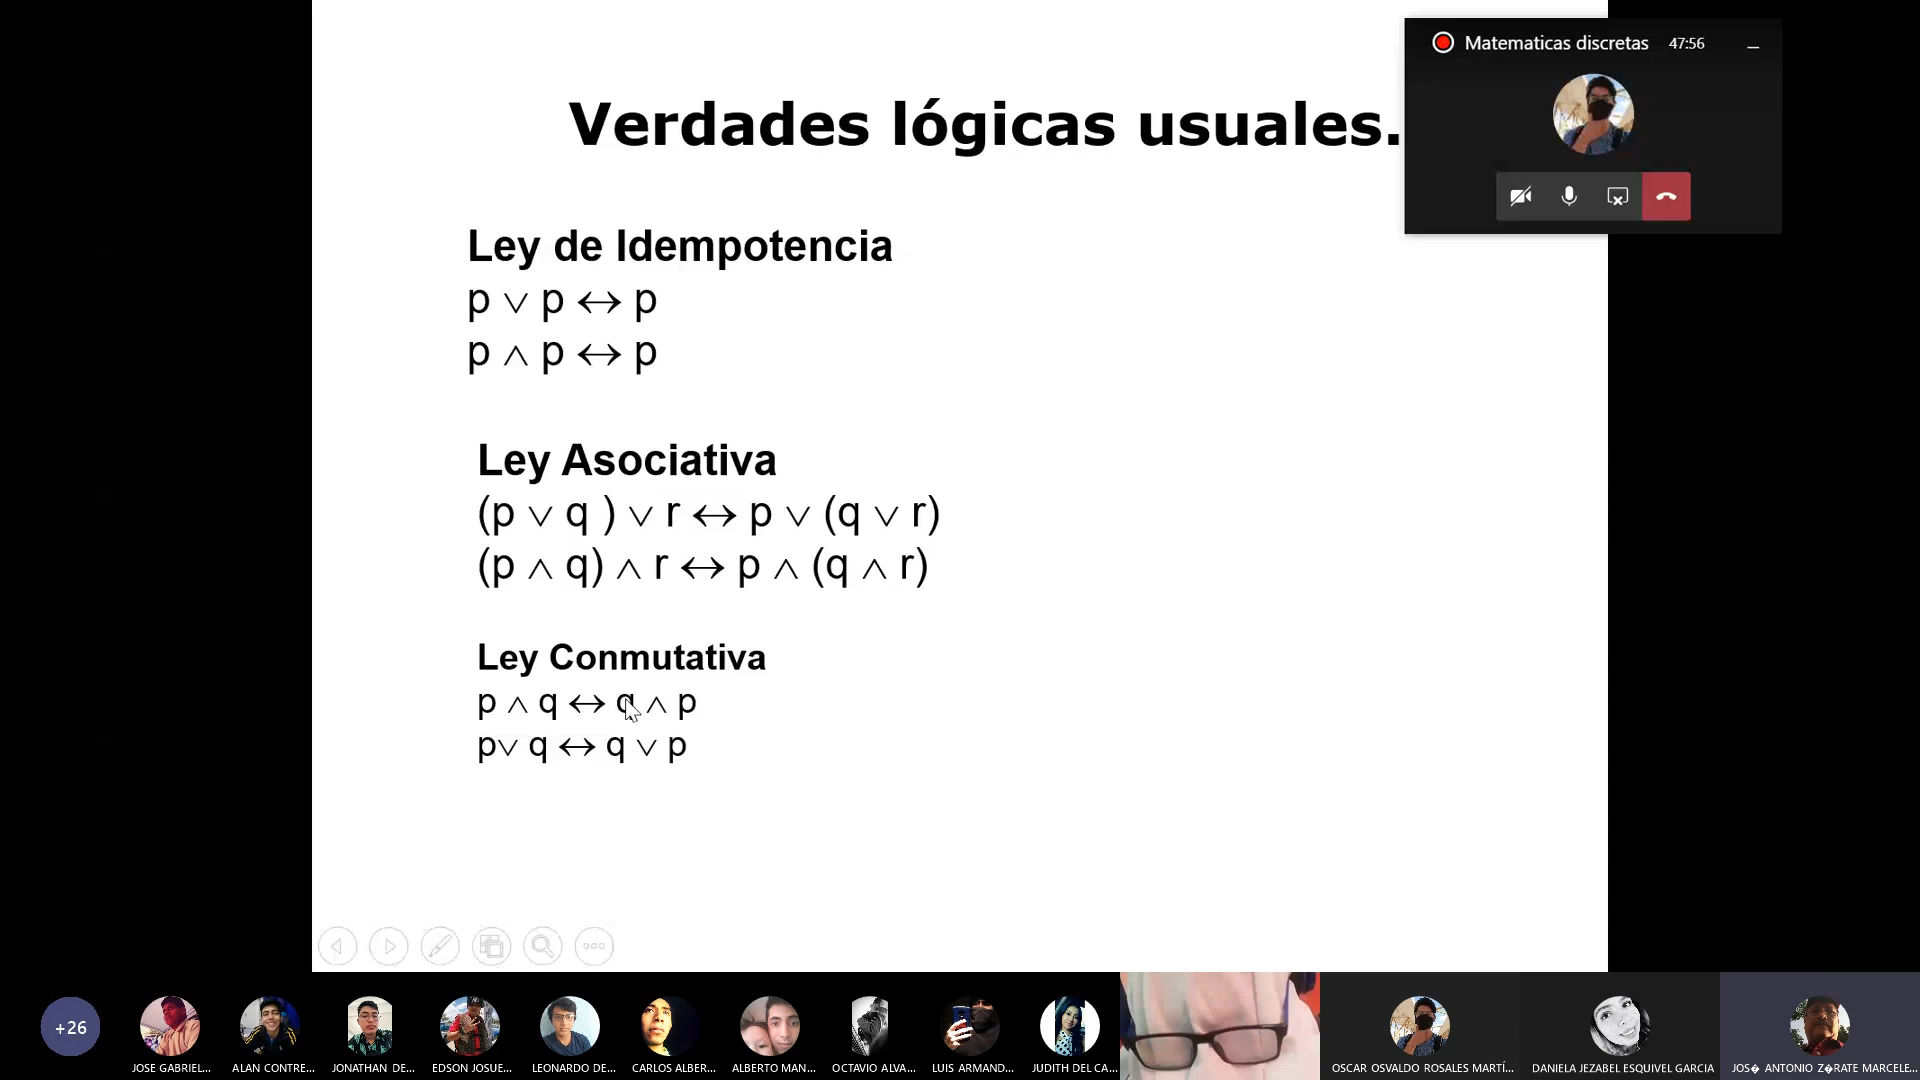 Matematicas discretas 47:56
Verdades lógicas usuales.
Ley de Idempotencia
p ∨ p ↔ p
p ∧ p ↔ p
Ley Asociativa
(p ∨ q ) ∨ r ↔ p ∨ (q ∨ r)
(p ∧ q) ∧ r ↔ p ∧ (q ∧ r)
Ley Conmutativa
p ∧ q ↔ q ∧ p
p∨ q ↔ q ∨ p
+26
JOSE GABRIEL...
ALAN CONTRE...
JONATHAN DE...
EDSON JOSUE...
LEONARDO DE...
CARLOS ALBER...
ALBERTO MAN...
OCTAVIO ALVA...
LUIS ARMAND...
JUDITH DEL CA...
OSCAR OSVALDO ROSALES MARTÍ...
DANIELA JEZABEL ESQUIVEL GARCIA
JOS� ANTONIO Z�RATE MARCELE...